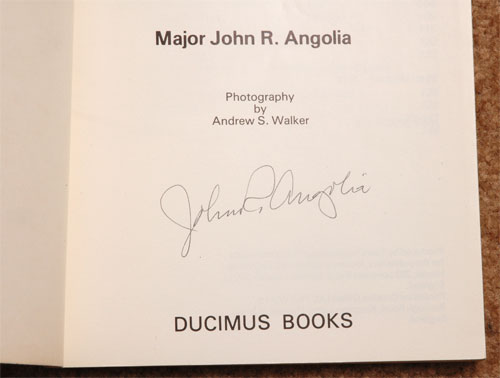 Major John R. Angolia
Photography
by
Andrew S. Walker
John R. Angolia
DUCIMUS BOOKS